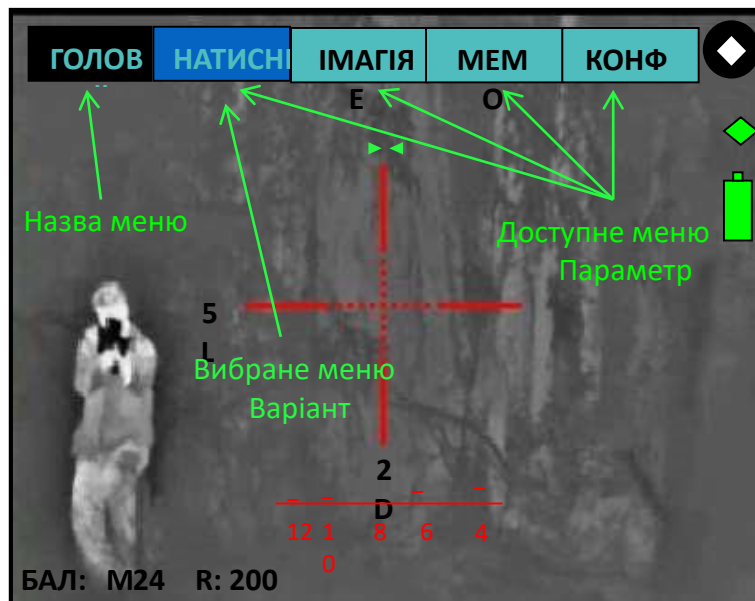 ГОЛОВ НАТИСНІ ІМАГІЯ МЕМ КОНФ
Е О
Назва меню
Доступне меню
Параметр
5
L
Вибране меню
Варіант
2
D
12 1 8 6 4
0
БАЛ: М24 R: 200